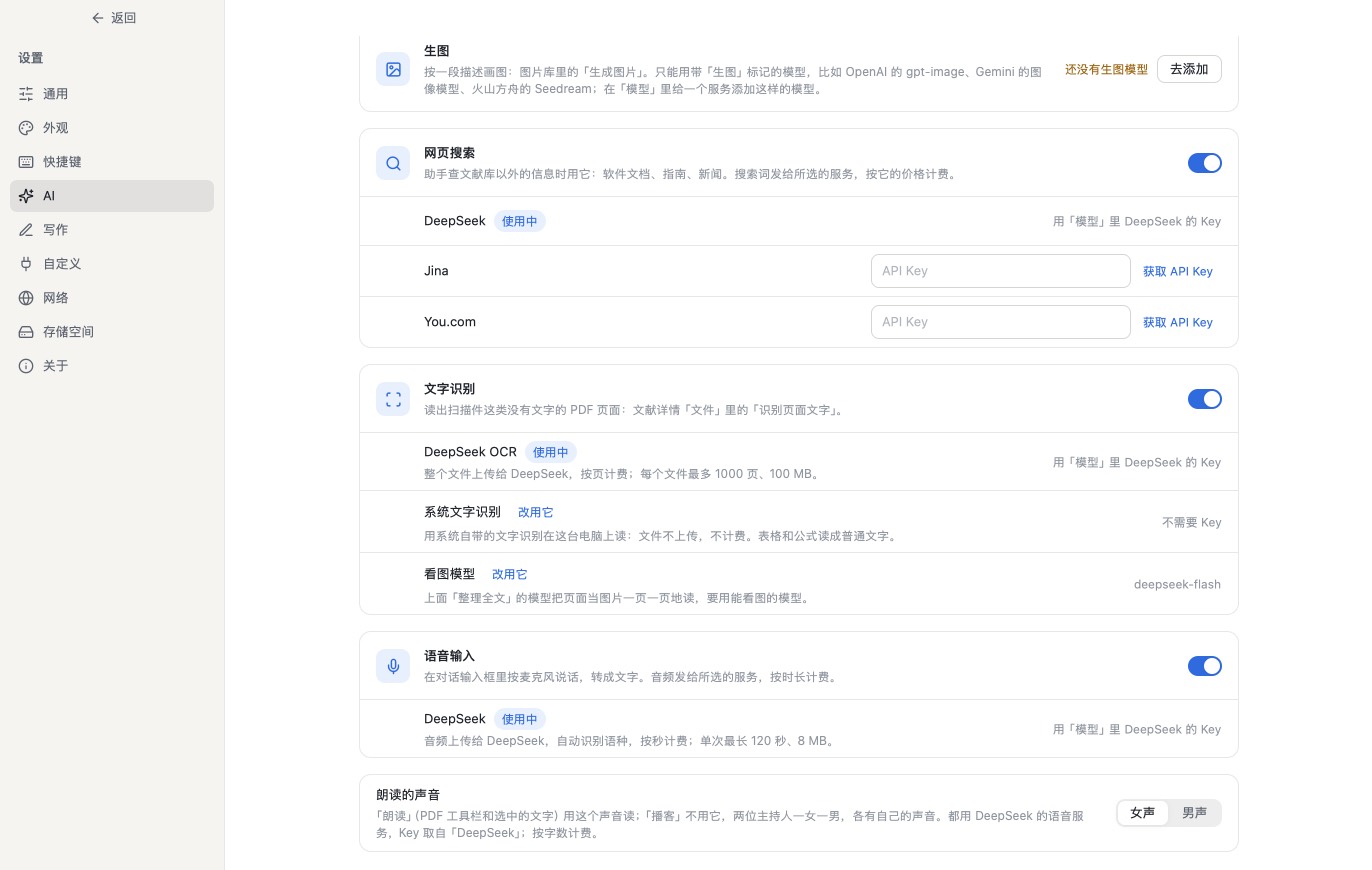 返回
设置
通用
外观
快捷键
AI
写作
自定义
网络
存储空间
关于
生图
按一段描述画图：图片库里的「生成图片」。只能用带「生图」标记的模型，比如 OpenAI 的 gpt-image、Gemini 的图
像模型、火山方舟的 Seedream；在「模型」里给一个服务添加这样的模型。
还没有生图模型
去添加
网页搜索
助手查文献库以外的信息时用它：软件文档、指南、新闻。搜索词发给所选的服务，按它的价格计费。
DeepSeek 使用中
用「模型」里 DeepSeek 的 Key
Jina
API Key
获取 API Key
You.com
API Key
获取 API Key
文字识别
读出扫描件这类没有文字的 PDF 页面：文献详情「文件」里的「识别页面文字」。
DeepSeek OCR 使用中
整个文件上传给 DeepSeek，按页计费；每个文件最多 1000 页、100 MB。
用「模型」里 DeepSeek 的 Key
系统文字识别 改用它
用系统自带的文字识别在这台电脑上读：文件不上传，不计费。表格和公式读成普通文字。
不需要 Key
看图模型 改用它
上面「整理全文」的模型把页面当图片一页一页地读，要用能看图的模型。
deepseek-flash
语音输入
在对话输入框里按麦克风说话，转成文字。音频发给所选的服务，按时长计费。
DeepSeek 使用中
音频上传给 DeepSeek，自动识别语种，按秒计费；单次最长 120 秒、8 MB。
用「模型」里 DeepSeek 的 Key
朗读的声音
「朗读」（PDF 工具栏和选中的文字）用这个声音读；「播客」不用它，两位主持人一女一男，各有自己的声音。都用 DeepSeek 的语音服
务，Key 取自「DeepSeek」；按字数计费。
女声
男声